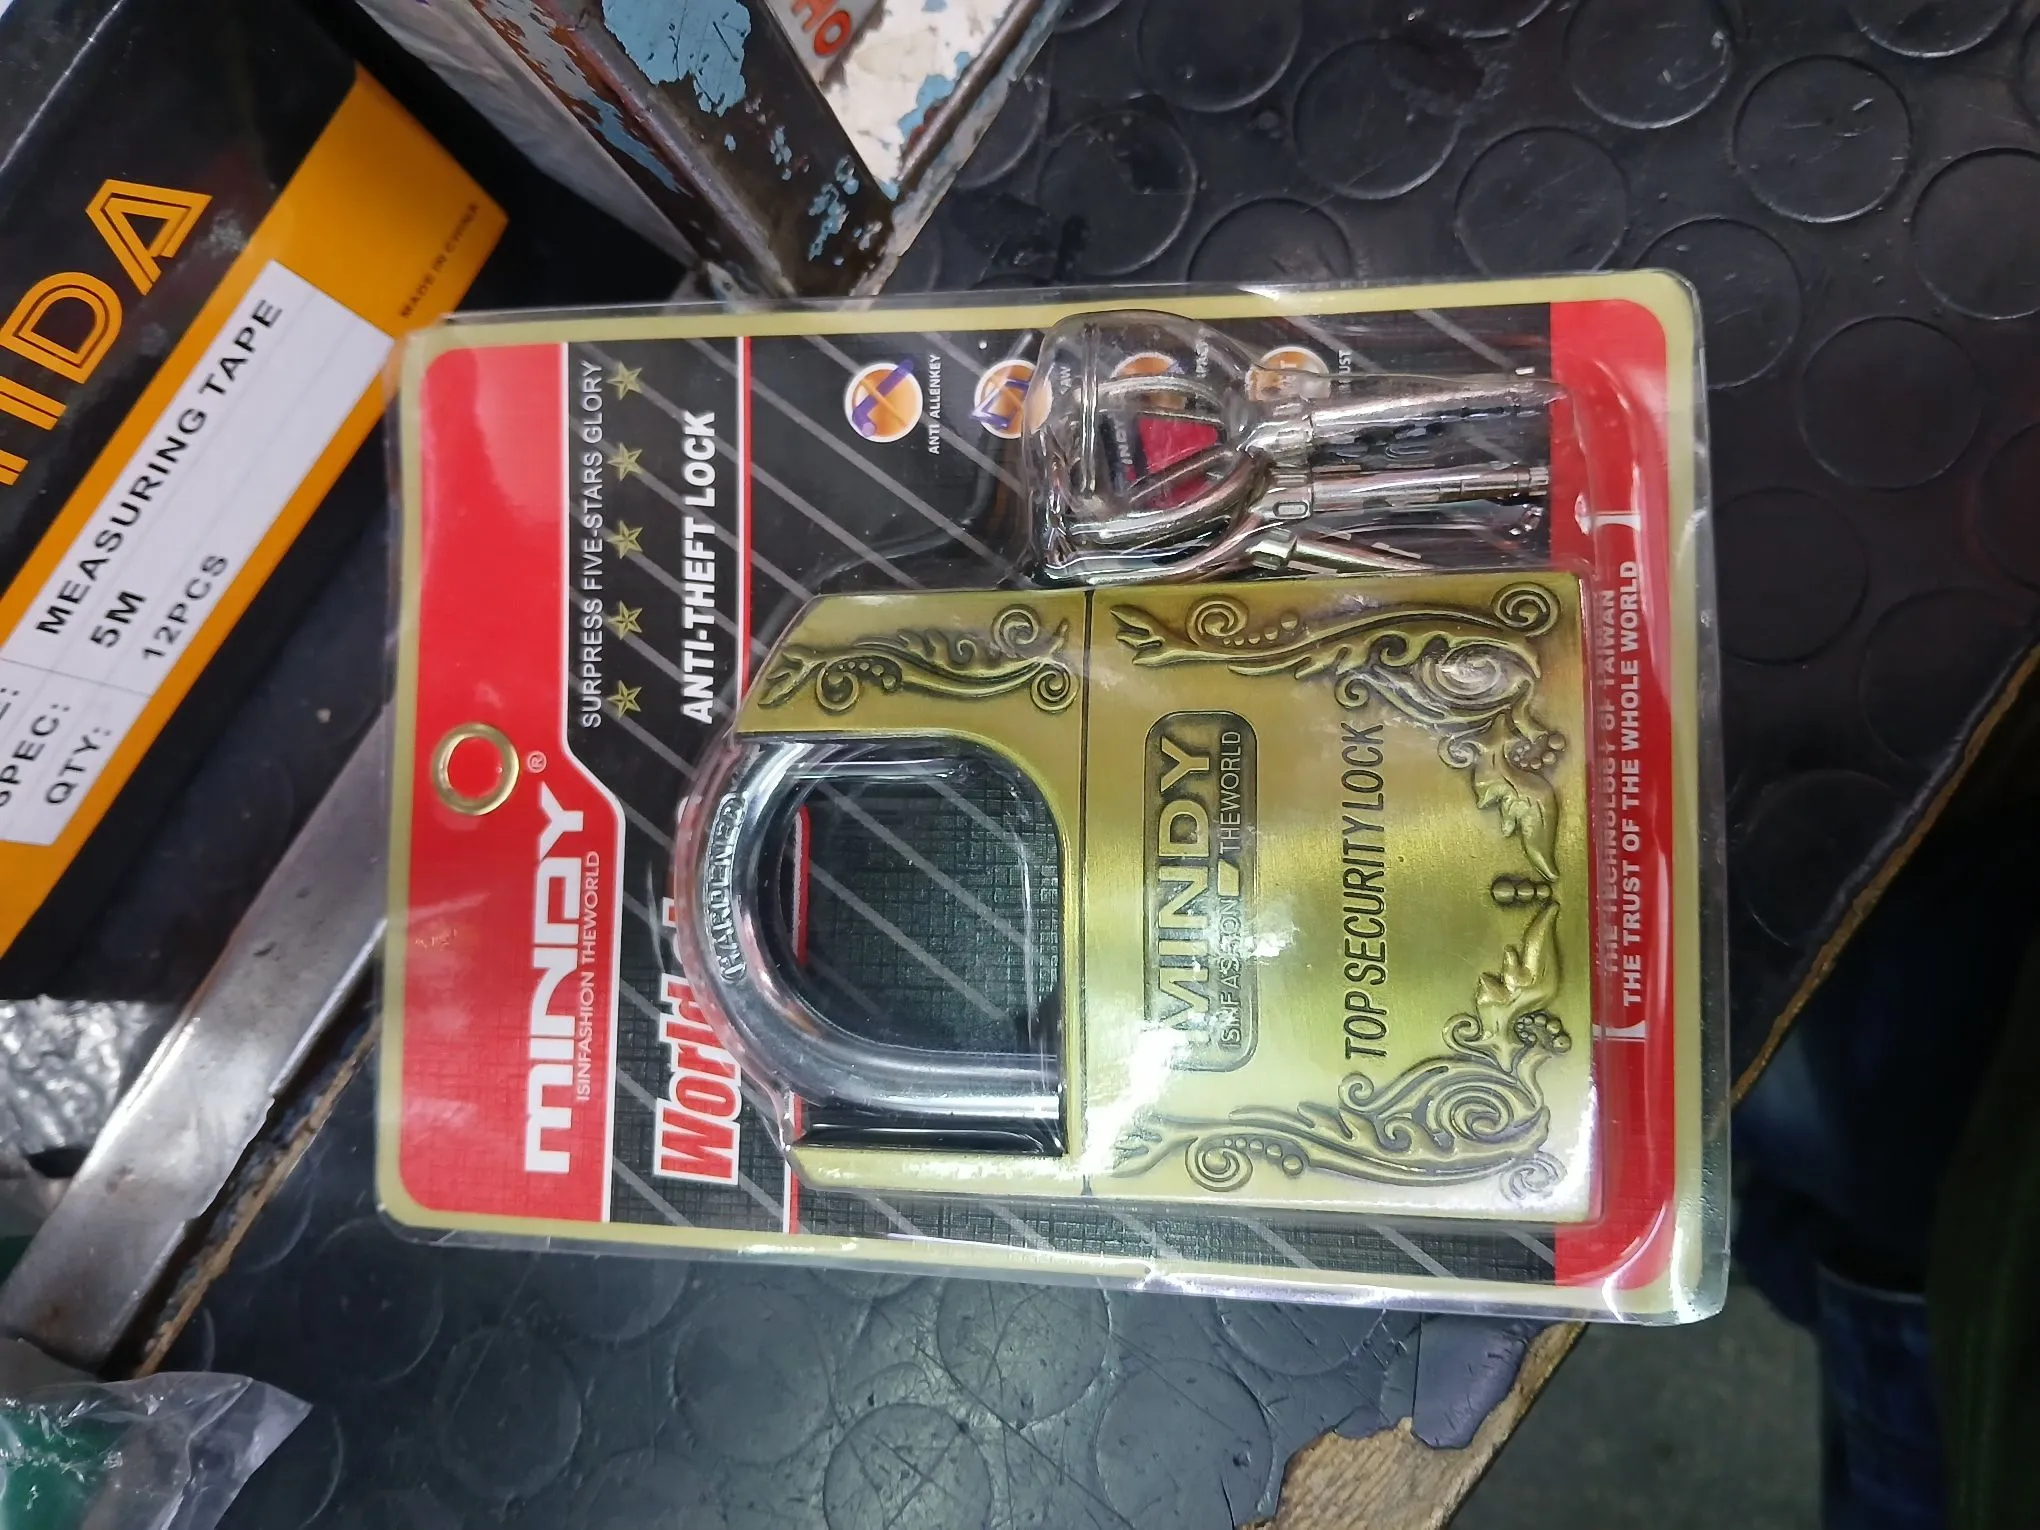 MINDY®
ISINFASHION THEWORLD
SURPRESS FIVE-STARS GLORY
ANTI-THEFT LOCK
World
HARDENED
ANTI ALLENKEY
MINDY
ISINFASHION THEWORLD
TOP SECURITY LOCK
THE TECHNOLOGY OF TAIWAN
THE TRUST OF THE WHOLE WORLD
MADE IN CHINA
MEASURING TAPE
SPEC: 5M
QTY: 12PCS